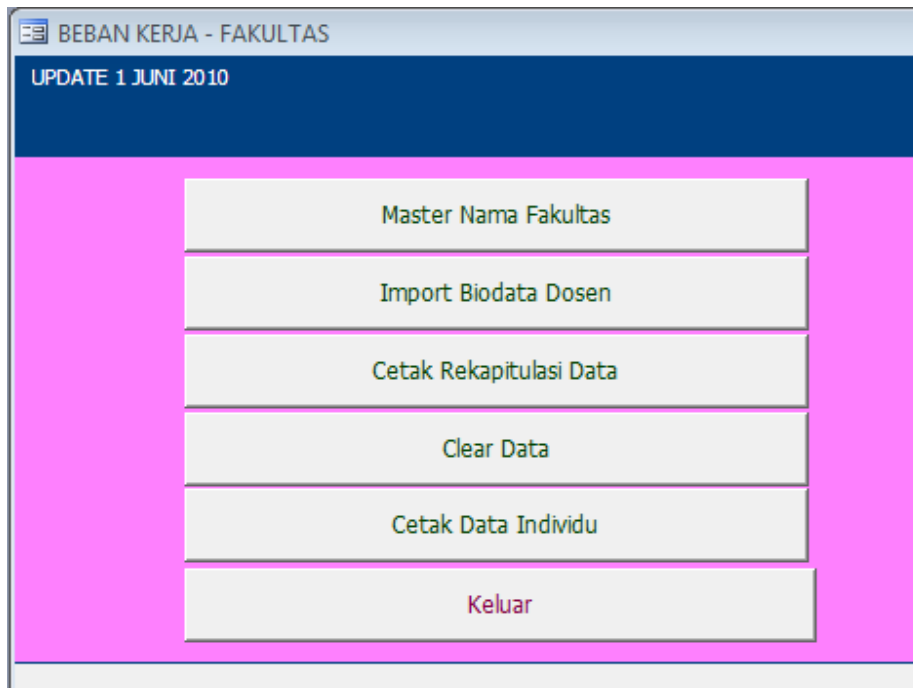 BEBAN KERJA - FAKULTAS
UPDATE 1 JUNI 2010
Master Nama Fakultas
Import Biodata Dosen
Cetak Rekapitulasi Data
Clear Data
Cetak Data Individu
Keluar